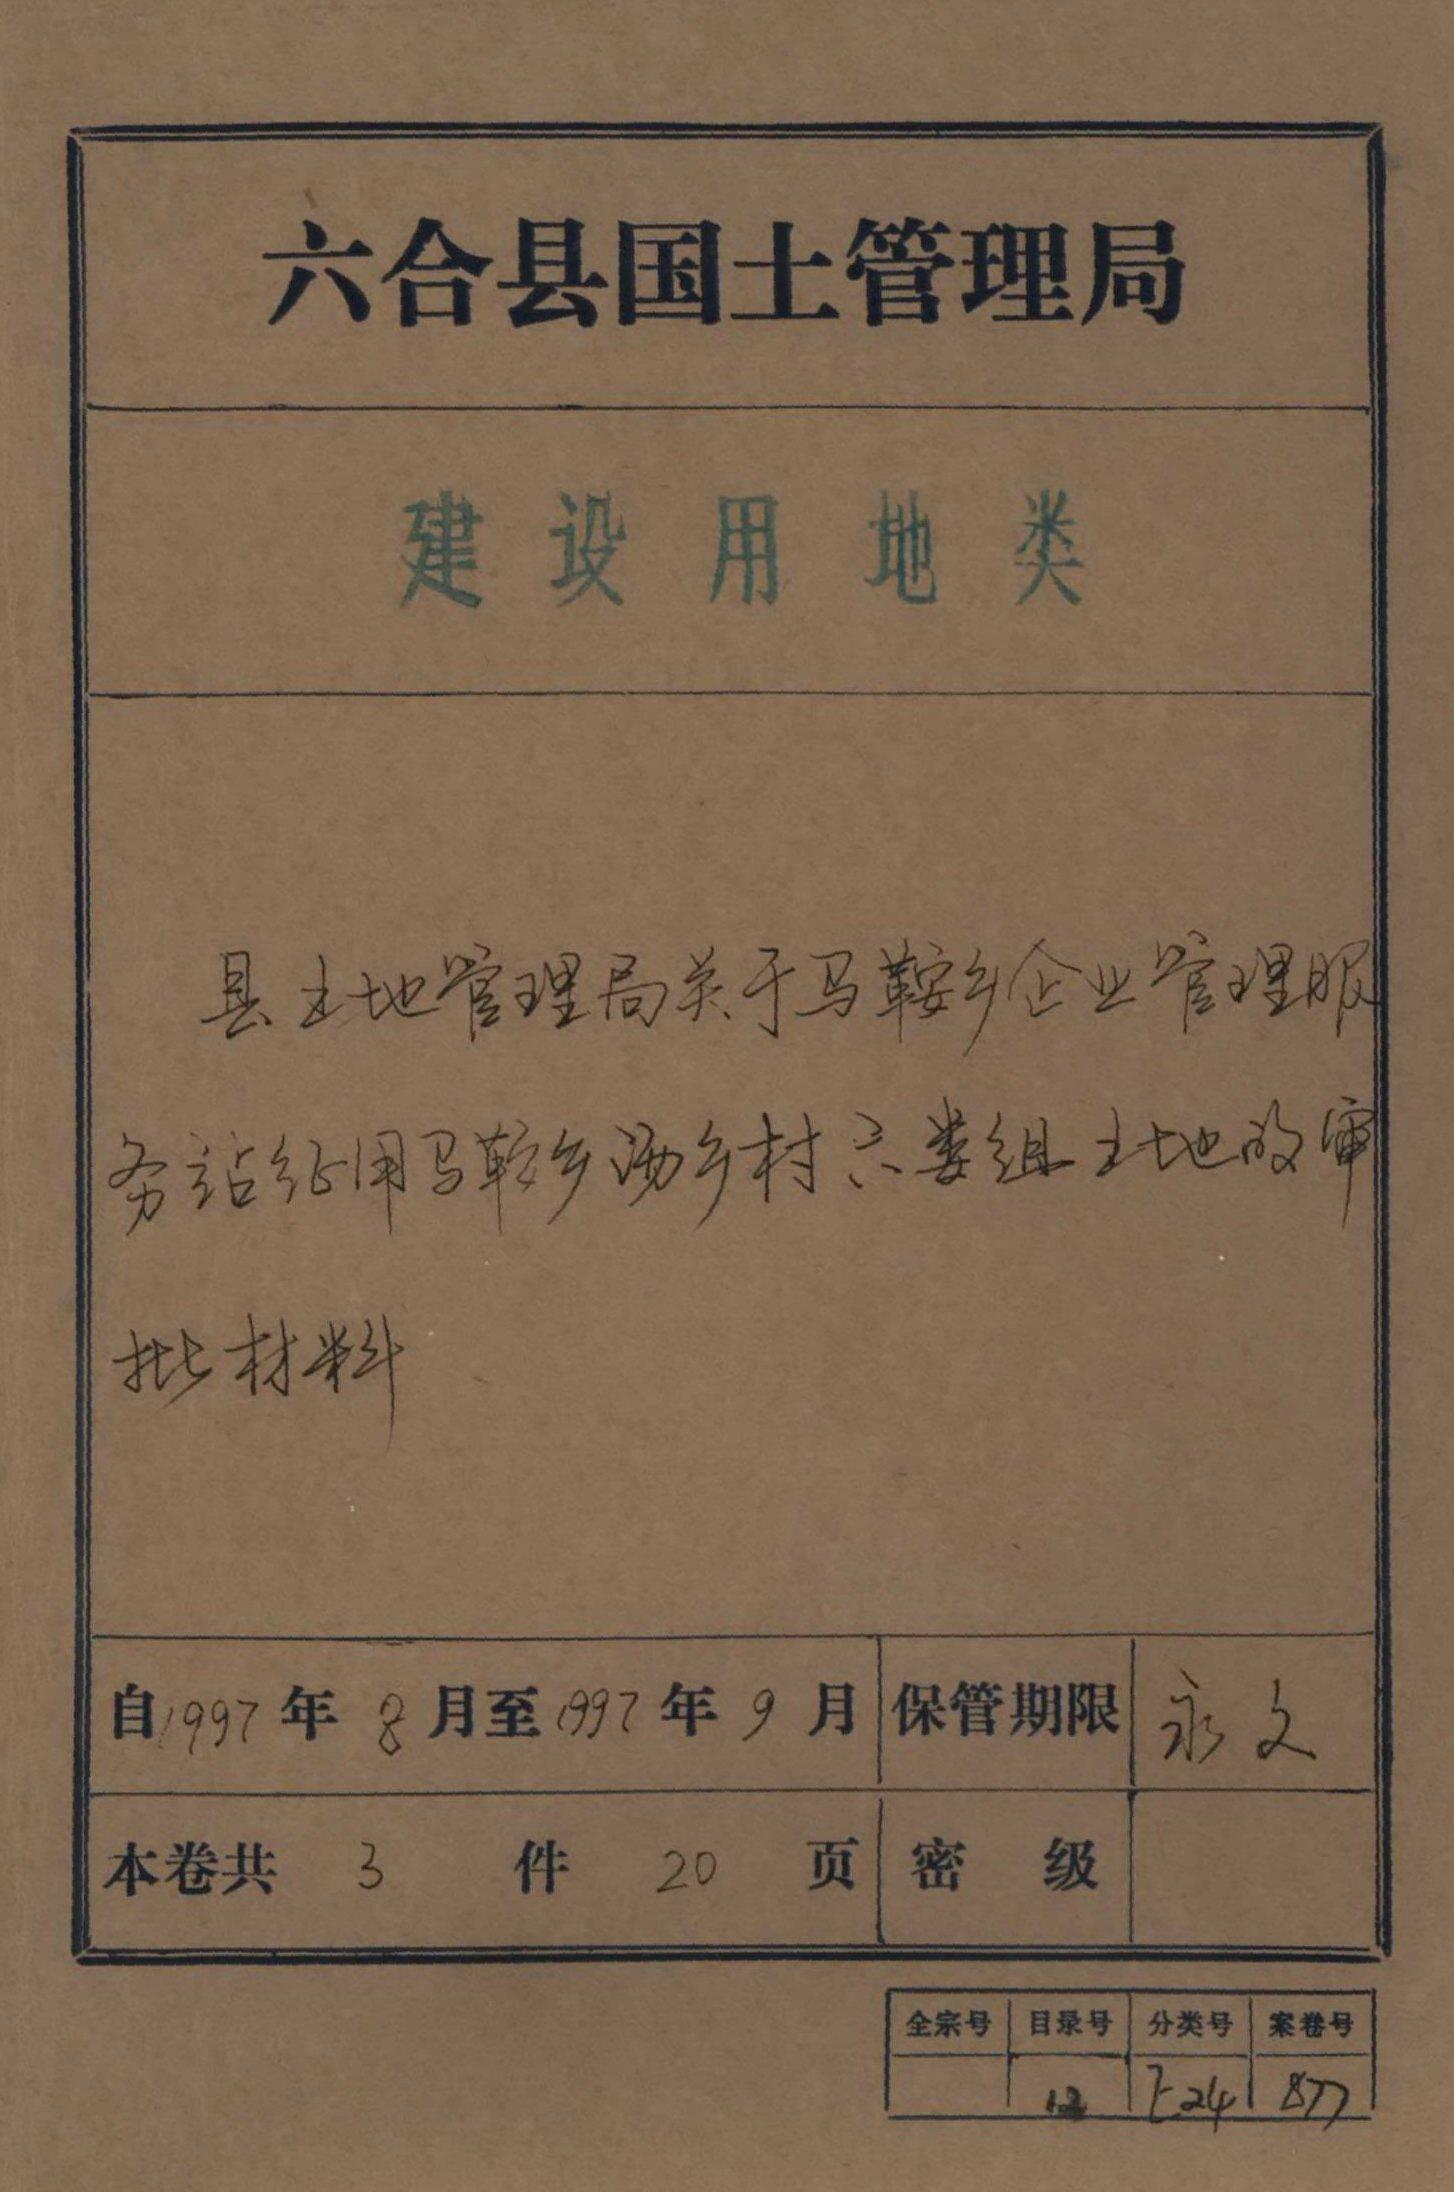 六合县国土管理局
建设用地类
县土地管理局关于马鞍乡企业管理服
务站征用马鞍乡泐乡村六娄组土地的审
批材料
自1997年8月至1997年9月 保管期限 永久
本卷共 3 件 20 页 密级
全宗号 目录号 分类号 案卷号
12 E24 877